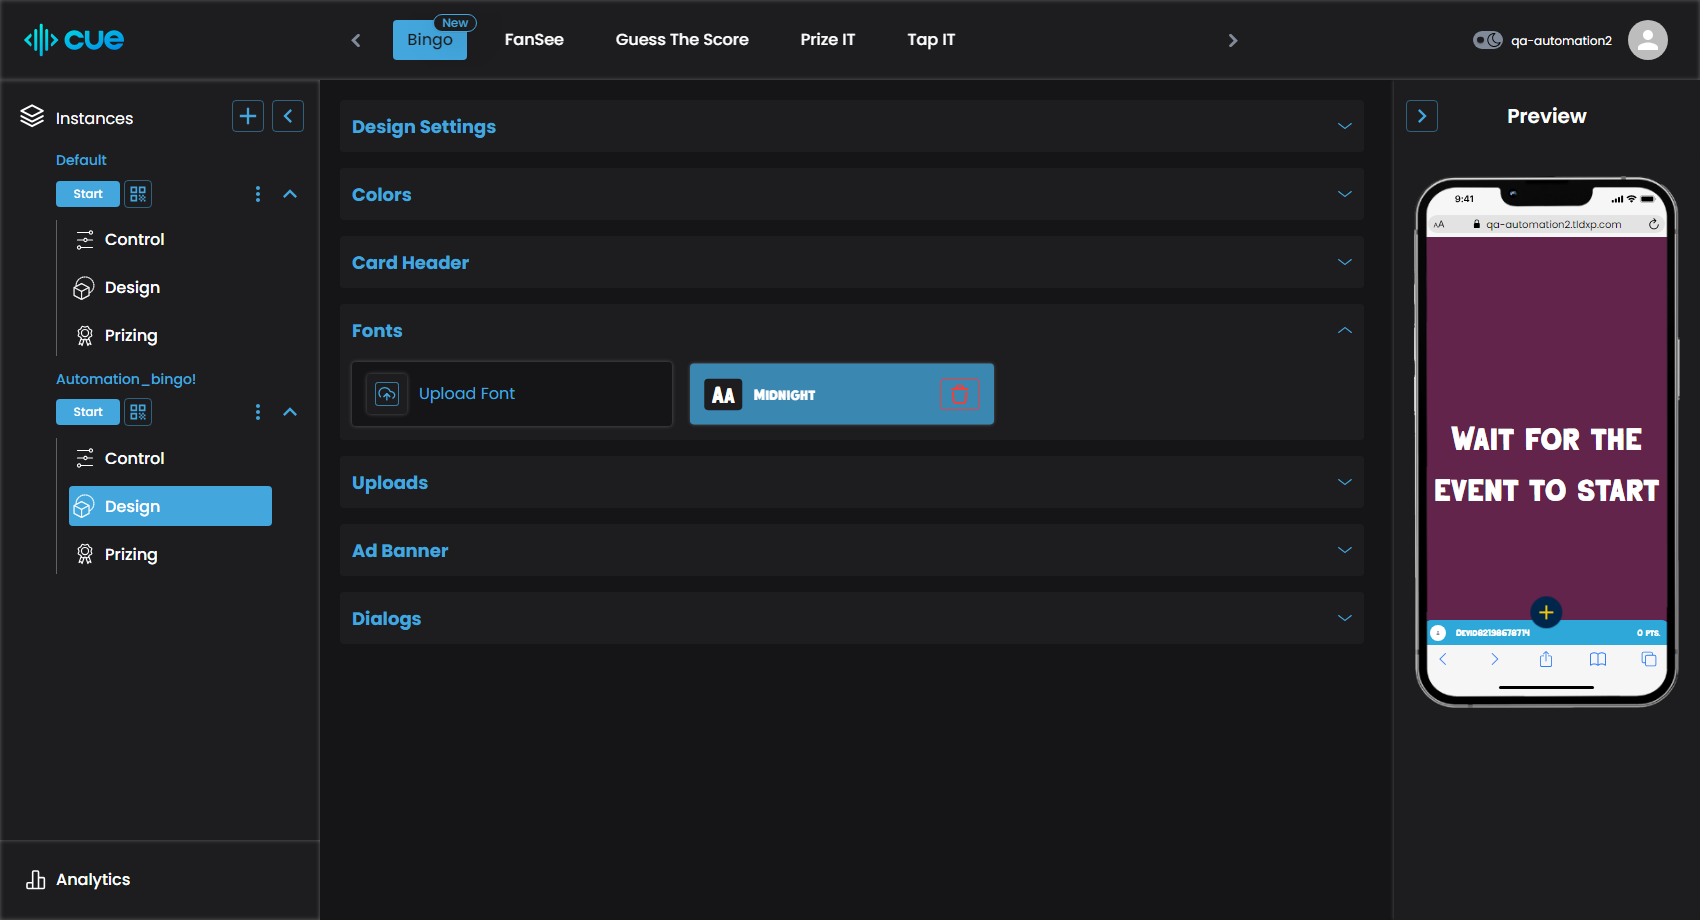 cue
Bingo
New
FanSee
Guess The Score
Prize IT
Tap IT
qa-automation2
Instances
Default
Start
Control
Design
Prizing
Automation_bingo!
Start
Control
Design
Prizing
Analytics
Design Settings
Colors
Card Header
Fonts
Upload Font
AA MIDNIGHT
Uploads
Ad Banner
Dialogs
Preview
9:41
AA qa-automation2.tldxp.com
WAIT FOR THE
EVENT TO START
0 PTS.